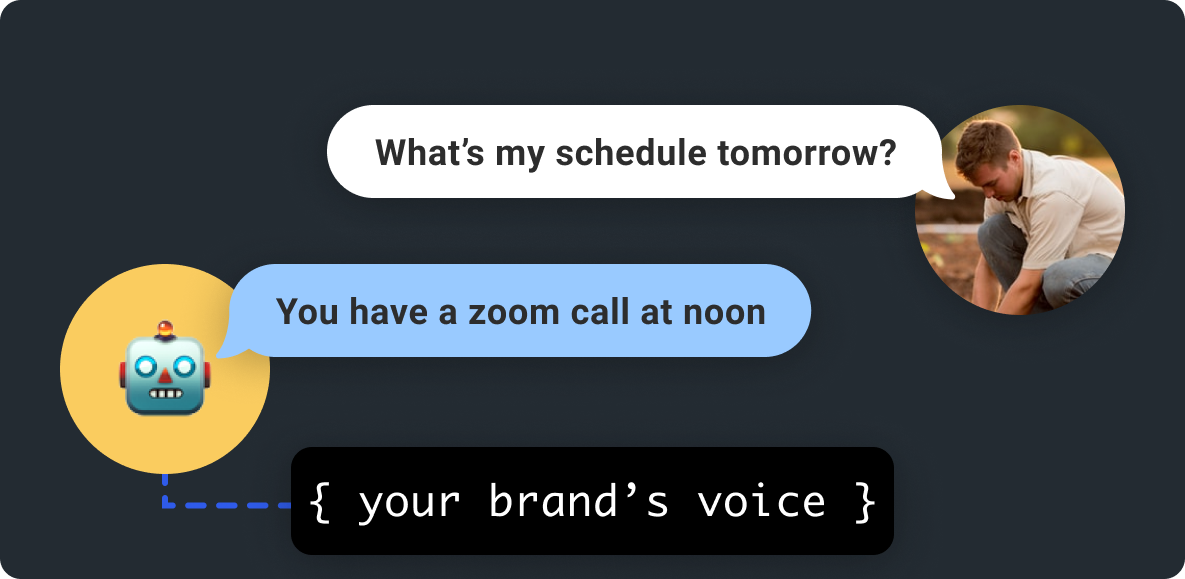 What’s my schedule tomorrow?
You have a zoom call at noon
{ your brand’s voice }